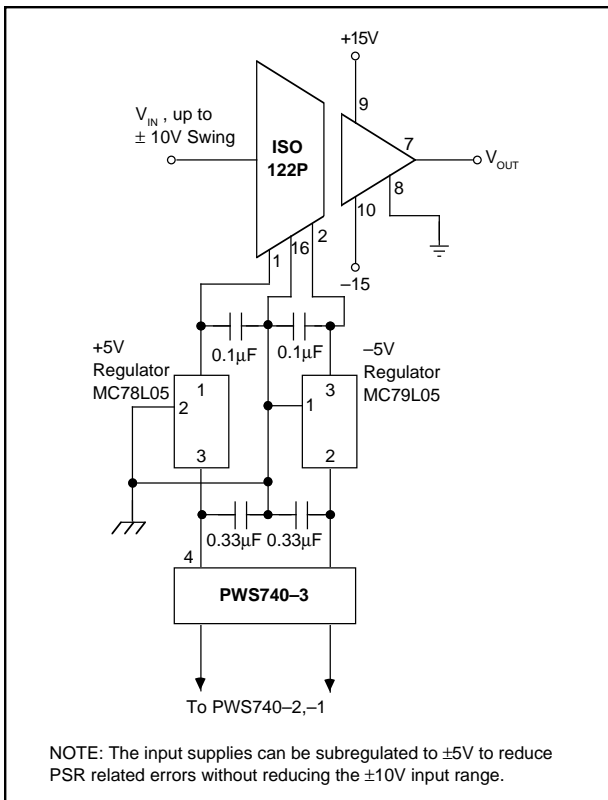 +15V
9
V_IN , up to
± 10V Swing
ISO
122P
7
V_OUT
8
10
2
16
1
–15
0.1µF 0.1µF
+5V
Regulator
MC78L05
–5V
Regulator
MC79L05
1
3
2
1
3
2
0.33µF 0.33µF
4
PWS740–3
To PWS740–2,–1
NOTE: The input supplies can be subregulated to ±5V to reduce
PSR related errors without reducing the ±10V input range.